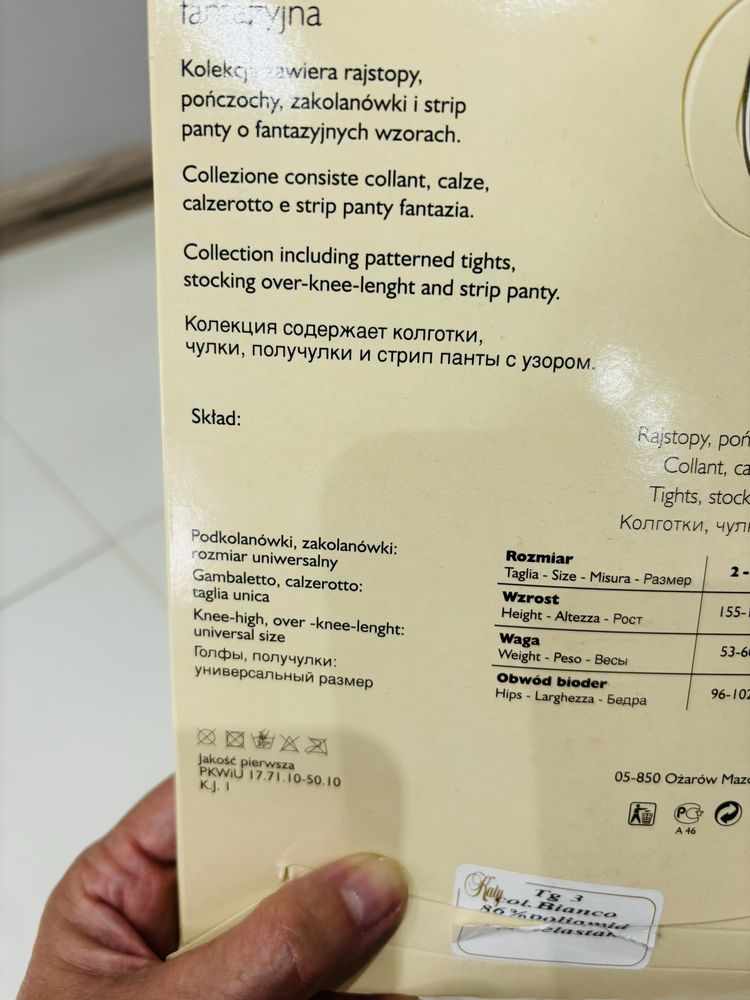 fantazyjna
Kolekcja zawiera rajstopy,
pończochy, zakolanówki i strip
panty o fantazyjnych wzorach.
Collezione consiste collant, calze,
calzerotto e strip panty fantazia.
Collection including patterned tights,
stocking over-knee-lenght and strip panty.
Колекция содержает колготки,
чулки, получулки и стрип панты с узором.
Skład:
Rajstopy, poń
Collant, ca
Tights, stock
Колготки, чул
Podkolanówki, zakolanówki:
rozmiar uniwersalny
Gambaletto, calzerotto:
taglia unica
Knee-high, over -knee-lenght:
universal size
Голфы, получулки:
универсальный размер
Rozmiar
Taglia - Size - Misura - Размер
2 -
Wzrost
Height - Altezza - Рост
155-
Waga
Weight - Peso - Весы
53-6
Obwód bioder
Hips - Larghezza - Бедра
96-102
30°
Jakość pierwsza
PKWiU 17.71.10-50.10
K.J. 1
05-850 Ożarów Maz
PCT
A 46
Katy
Tg 3
col. Bianco
86%poliamid
elastan